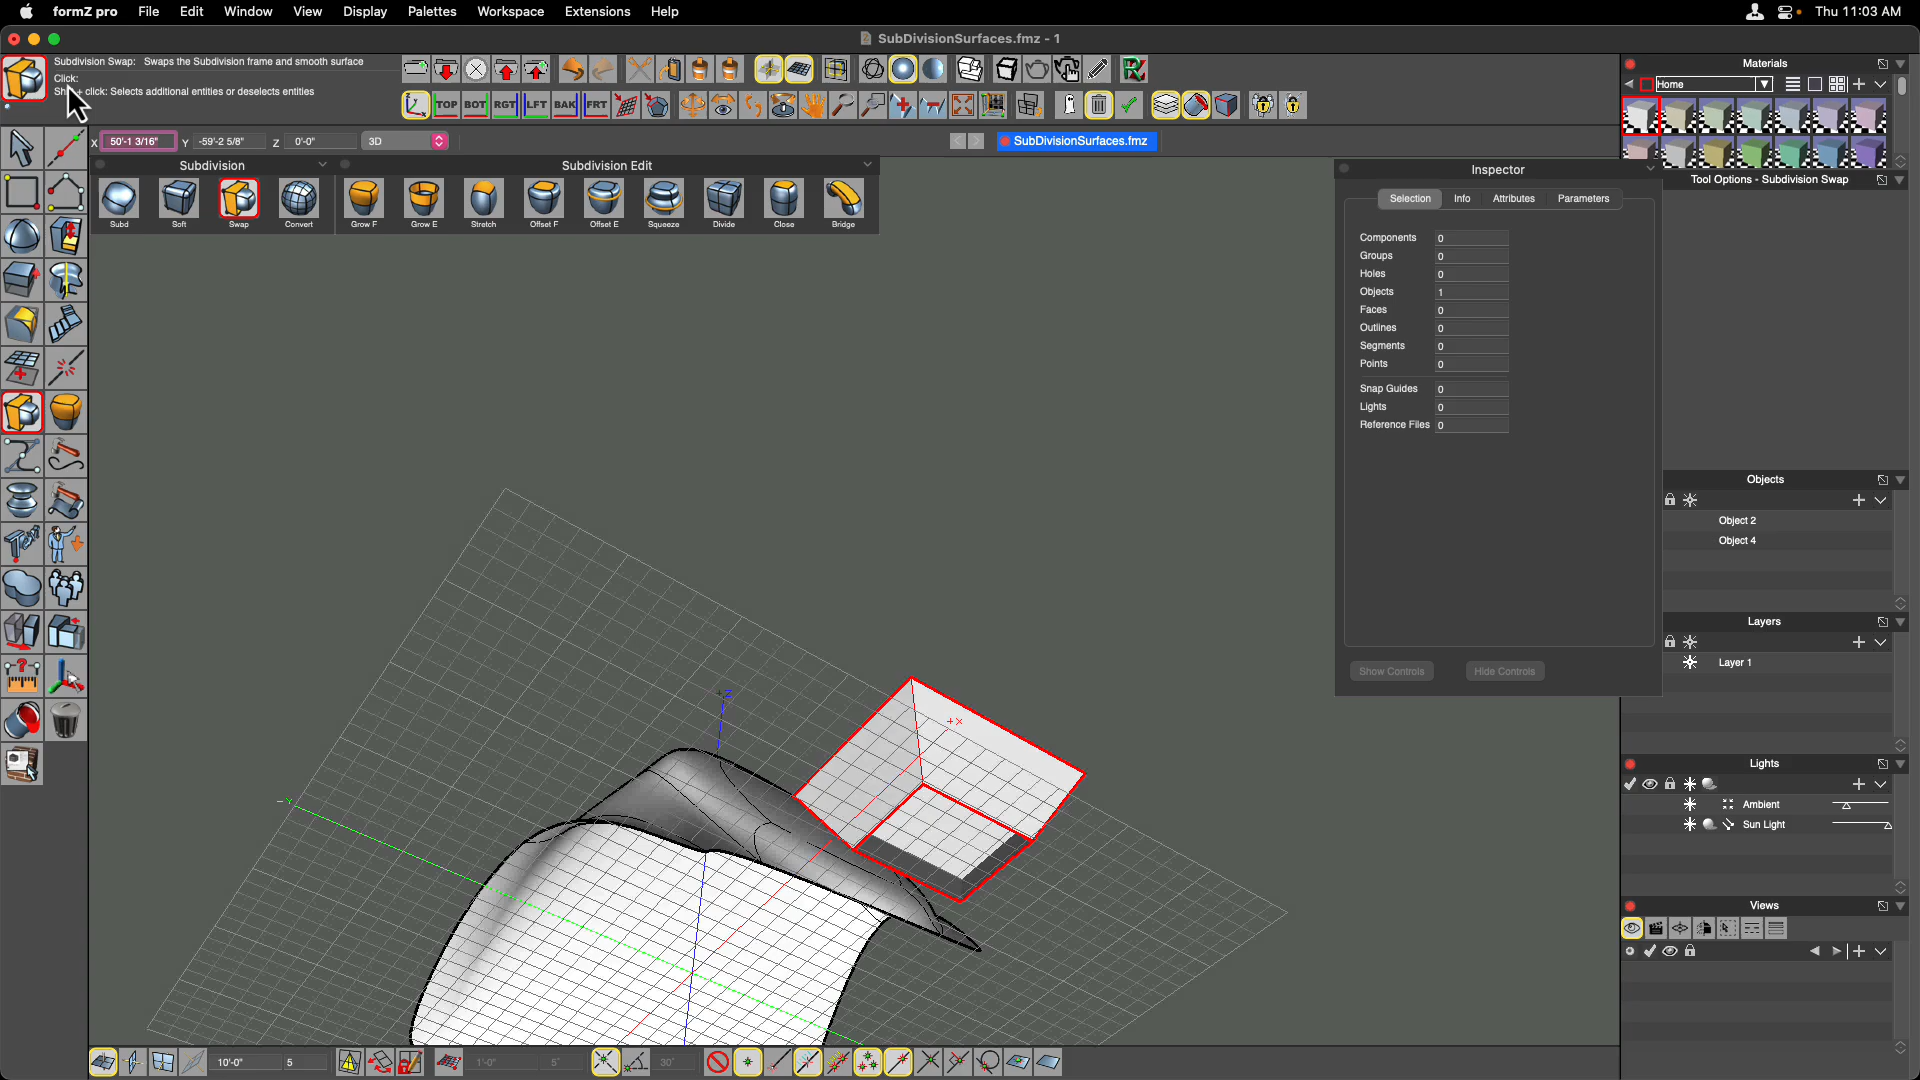 formZ pro File Edit Window View Display Palettes Workspace Extensions Help Thu 11:03 AM
SubDivisionSurfaces.fmz - 1
Subdivision Swap: Swaps the Subdivision frame and smooth surface
Click:
click: Selects additional entities or deselects entities
TOP BOT RGT LFT BAK FRT
X 50'-1 3/16" Y -59'-2 5/8" Z 0'-0" 3D
SubDivisionSurfaces.fmz
Subdivision
Subd Soft Swap Convert
Subdivision Edit
Grow F Grow E Stretch Offset F Offset E Squeeze Divide Close Bridge
Inspector
Selection Info Attributes Parameters
Components 0
Groups 0
Holes 0
Objects 1
Faces 0
Outlines 0
Segments 0
Points 0
Snap Guides 0
Lights 0
Reference Files 0
Show Controls Hide Controls
Materials
Home
Tool Options - Subdivision Swap
Objects
Object 2
Object 4
Layers
Layer 1
Lights
Ambient
Sun Light
Views
+Z
+X
-Y
10'-0" 5 1'-0" 5" 30°